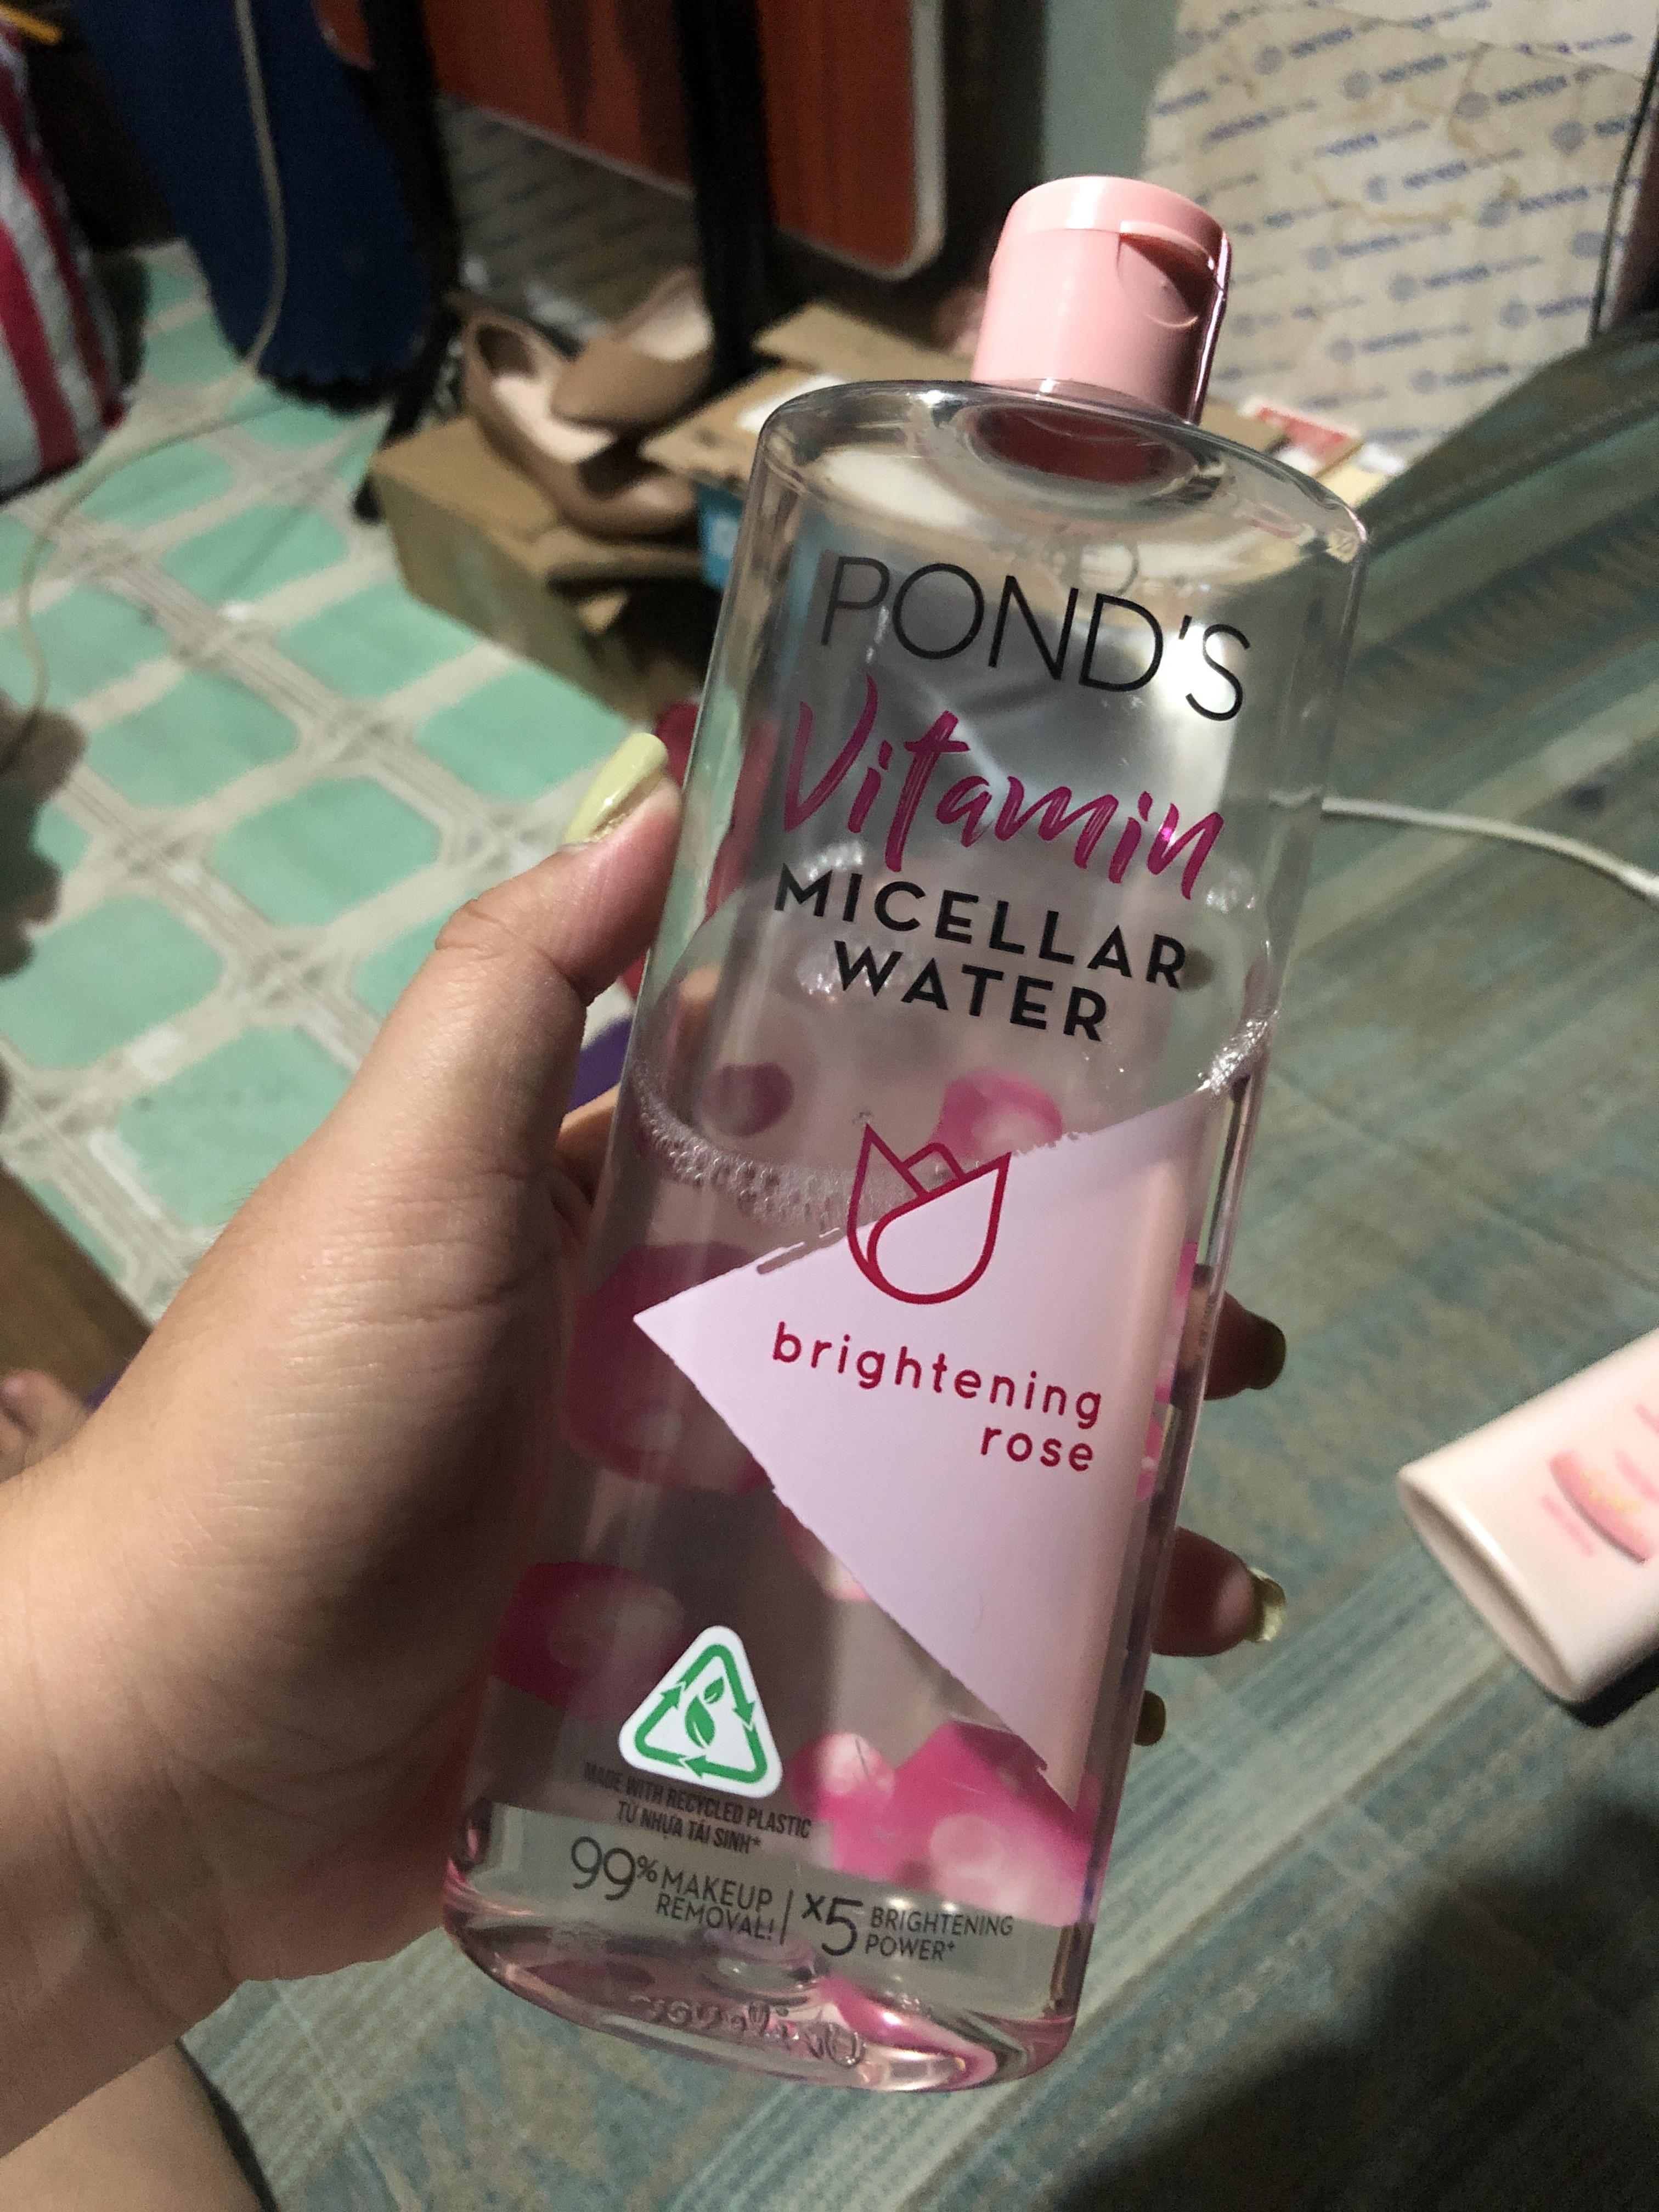 POND'S
Vitamin
MICELLAR
WATER
brightening
rose
MADE WITH RECYCLED PLASTIC
TỪ NHỰA TÁI SINH*
99% MAKEUP
REMOVAL!
x5 BRIGHTENING
POWER+